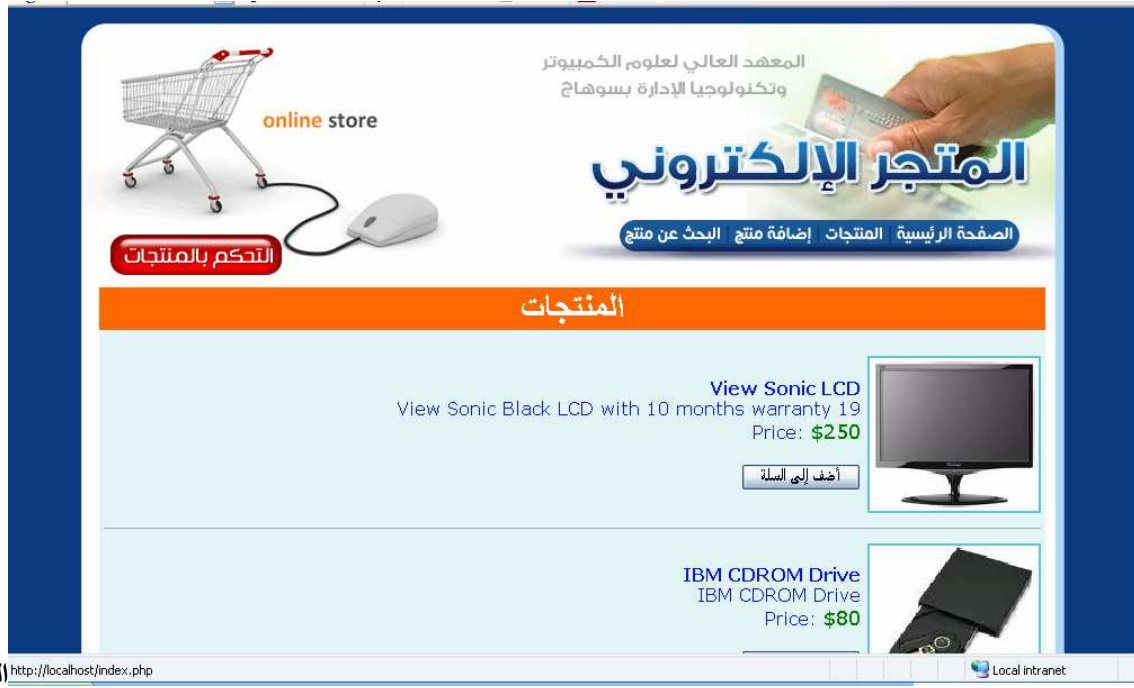 المعهد العالي لعلوم الكمبيوتر
وتكنولوجيا الإدارة بسوهاج
online store
المتجر الإلكتروني
الصفحة الرئيسية المنتجات إضافة منتج البحث عن منتج
التحكم بالمنتجات
المنتجات
View Sonic LCD
View Sonic Black LCD with 10 months warranty 19
Price: $250
أضف إلى السلة
IBM CDROM Drive
IBM CDROM Drive
Price: $80
http://localhost/index.php
Local intranet